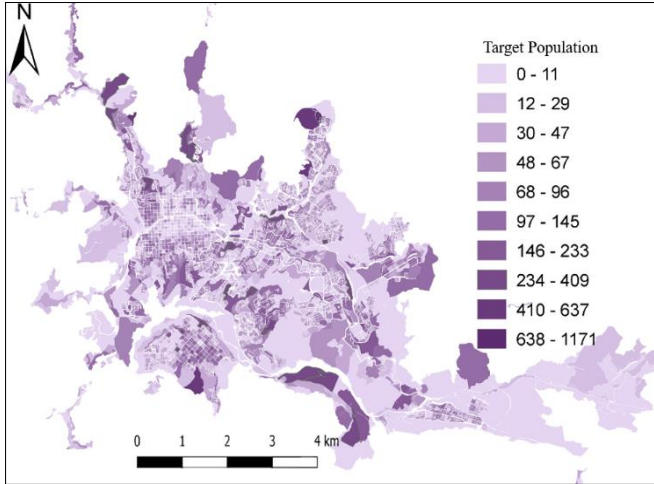 N
Target Population
0 - 11
12 - 29
30 - 47
48 - 67
68 - 96
97 - 145
146 - 233
234 - 409
410 - 637
638 - 1171
0 1 2 3 4 km